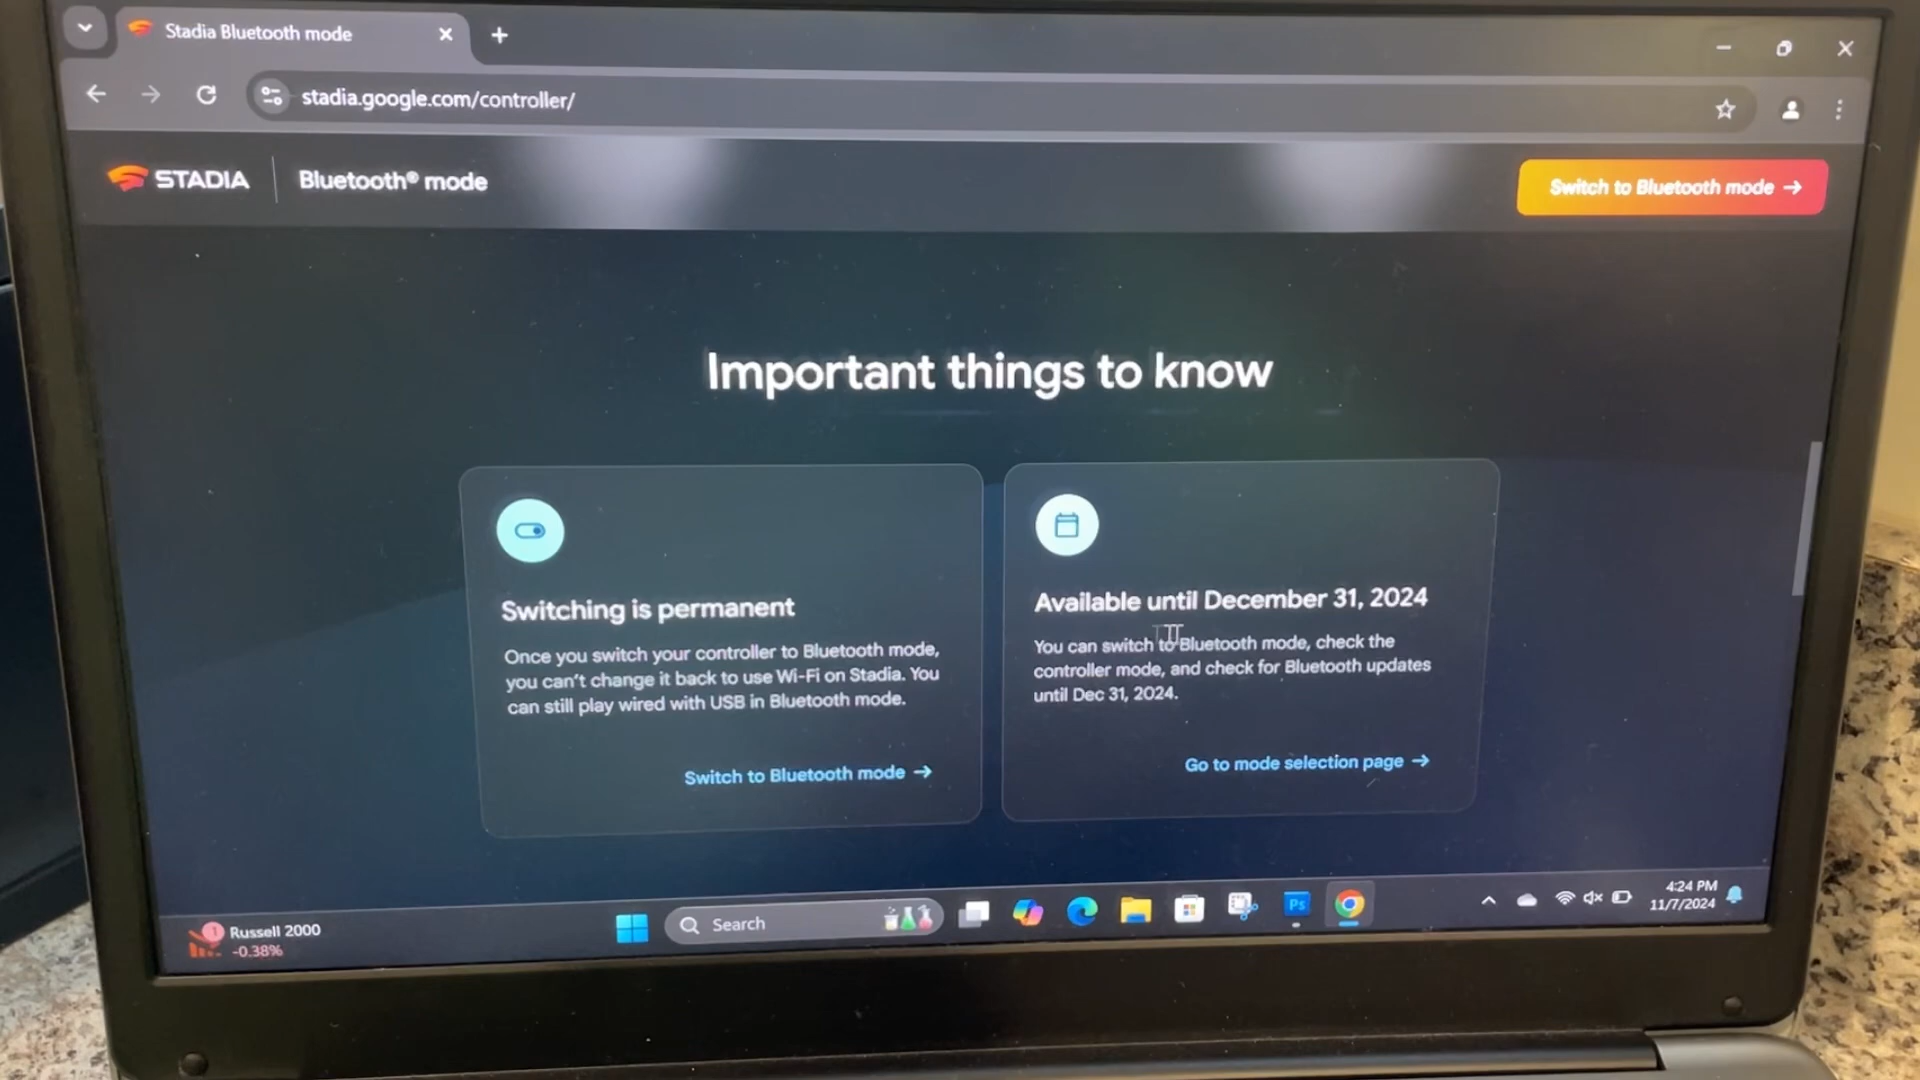 Stadia Bluetooth mode
stadia.google.com/controller/
STADIA
Bluetooth® mode
Switch to Bluetooth mode →
Important things to know
Switching is permanent
Once you switch your controller to Bluetooth mode,
you can't change it back to use Wi-Fi on Stadia. You
can still play wired with USB in Bluetooth mode.
Switch to Bluetooth mode →
Available until December 31, 2024
You can switch to Bluetooth mode, check the
controller mode, and check for Bluetooth updates
until Dec 31, 2024.
Go to mode selection page →
1
Russell 2000
-0.38%
Search
Ps
4:24 PM
11/7/2024